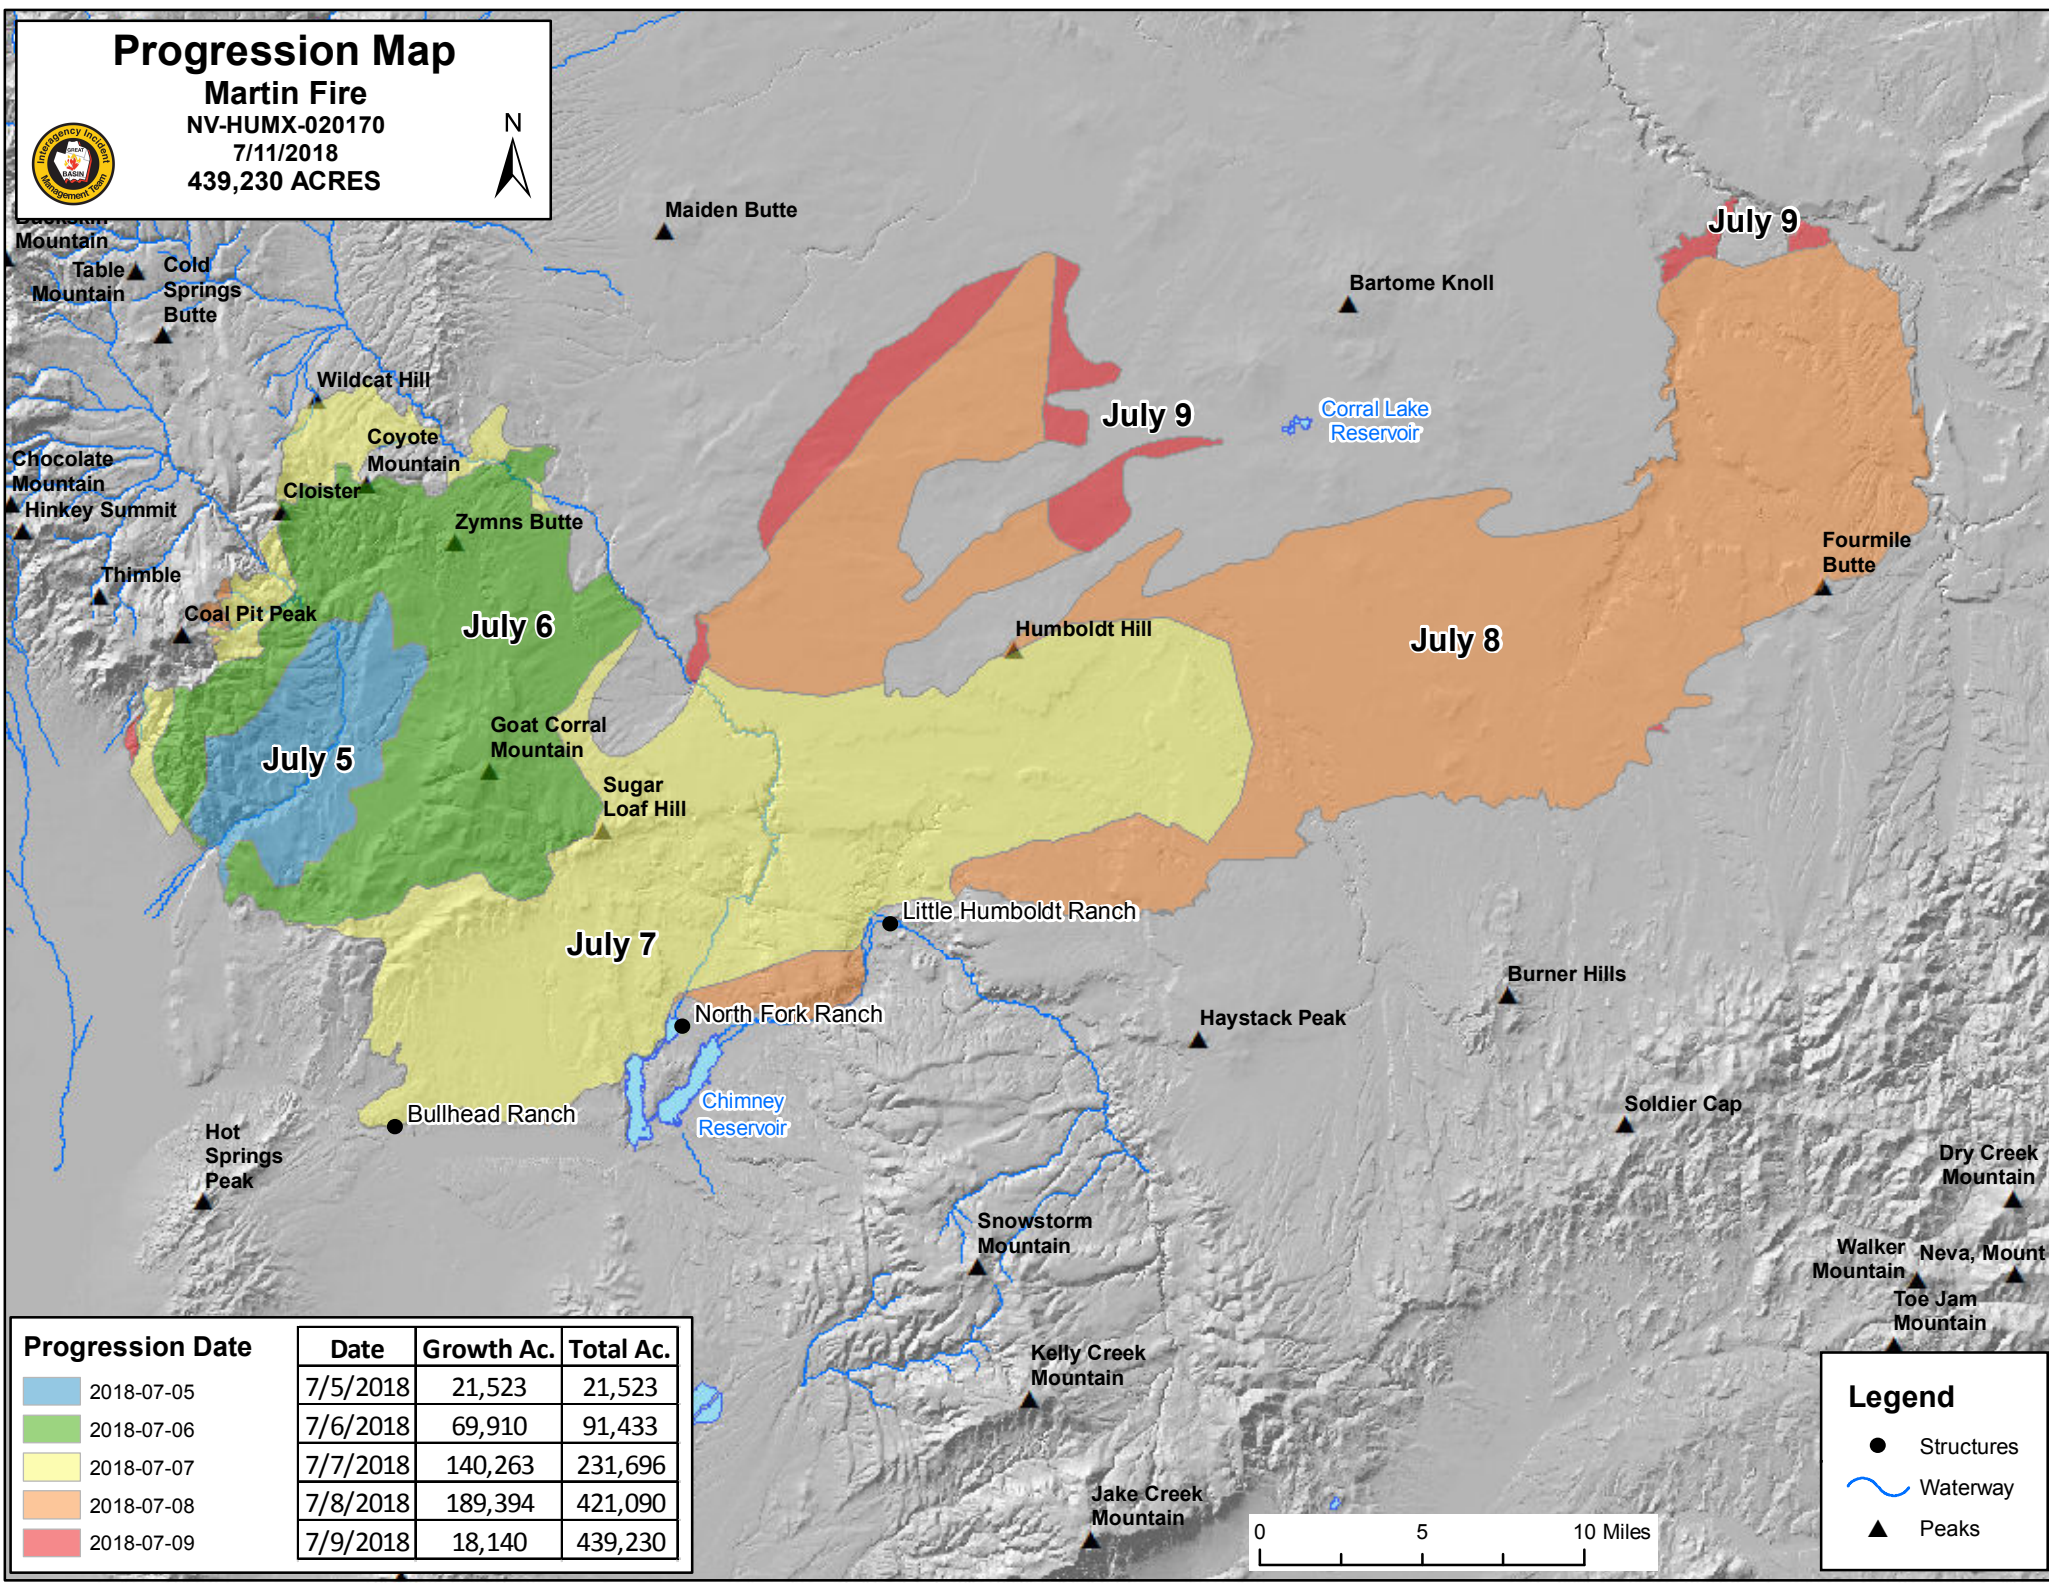 Progression Map
Martin Fire
NV-HUMX-020170
7/11/2018
439,230 ACRES
N
Interagency Incident
GREAT
BASIN
Management Team
Mountain
Table
Mountain
Cold
Springs
Butte
Maiden Butte
July 9
Bartome Knoll
Wildcat Hill
July 9
Corral Lake
Reservoir
Coyote
Mountain
Chocolate
Mountain
Cloister
Hinkey Summit
Zymns Butte
Fourmile
Butte
Thimble
Coal Pit Peak
July 6
Humboldt Hill
July 8
Goat Corral
Mountain
July 5
Sugar
Loaf Hill
Little Humboldt Ranch
July 7
Burner Hills
North Fork Ranch
Haystack Peak
Chimney
Reservoir
Bullhead Ranch
Soldier Cap
Hot
Springs
Peak
Dry Creek
Mountain
Snowstorm
Mountain
Walker
Mountain
Neva, Mount
Toe Jam
Mountain
Kelly Creek
Mountain
Jake Creek
Mountain
Progression Date
2018-07-05
2018-07-06
2018-07-07
2018-07-08
2018-07-09
Date Growth Ac. Total Ac.
7/5/2018 21,523 21,523
7/6/2018 69,910 91,433
7/7/2018 140,263 231,696
7/8/2018 189,394 421,090
7/9/2018 18,140 439,230
0 5 10 Miles
Legend
Structures
Waterway
Peaks